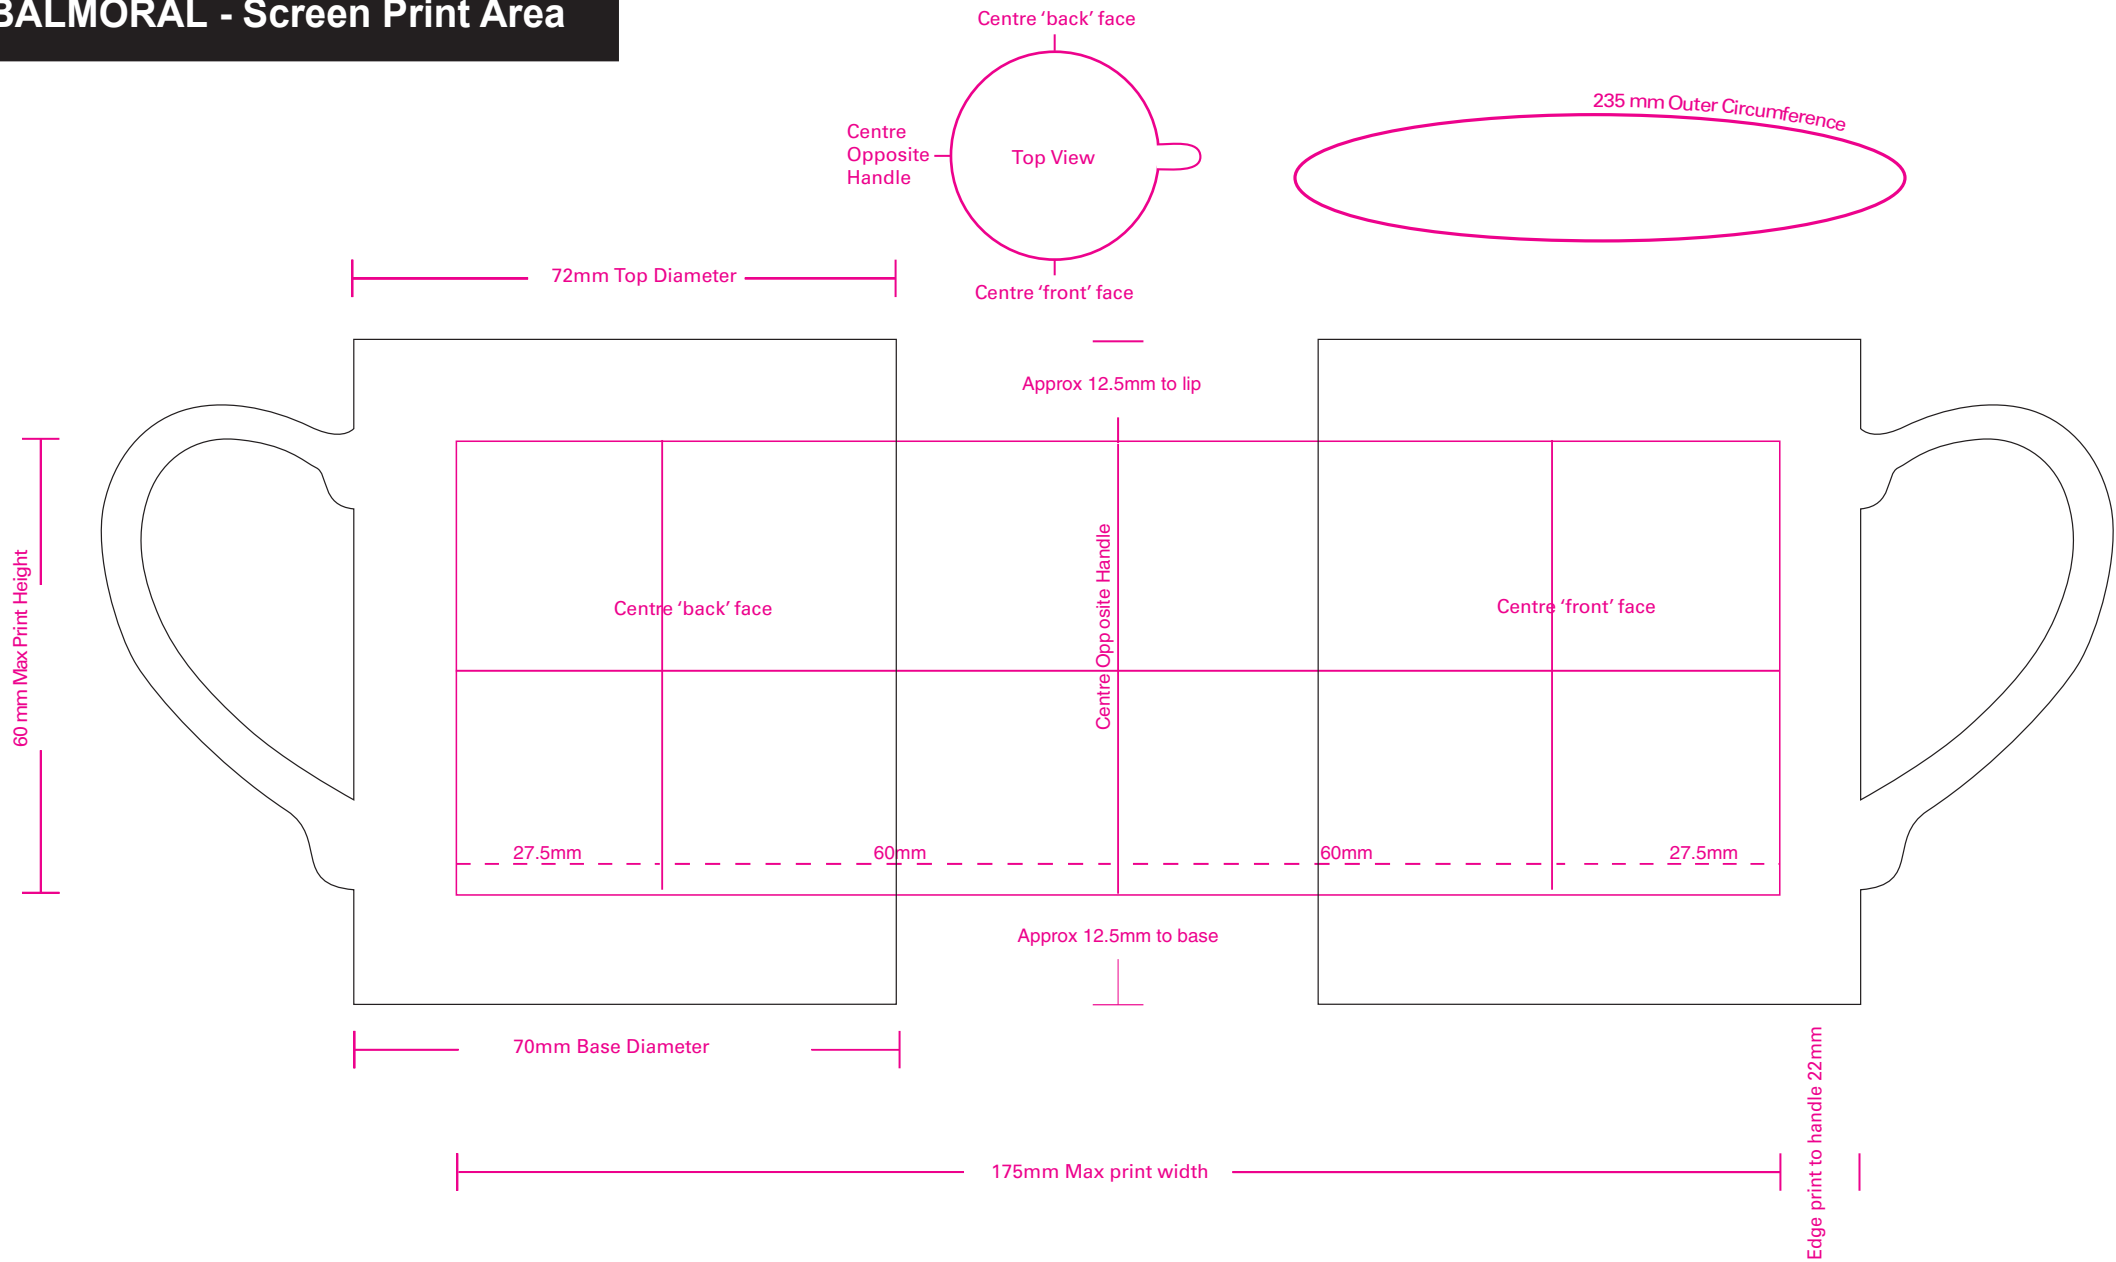 BALMORAL - Screen Print Area
Centre ‘back’ face
235 mm Outer Circumference
Centre
Opposite
Handle
Top View
Centre ‘front’ face
72mm Top Diameter
Approx 12.5mm to lip
60 mm Max Print Height
Centre ‘back’ face
Centre Opp osite Handle
Centre ‘front’ face
27.5mm
60mm
60mm
27.5mm
Approx 12.5mm to base
70mm Base Diameter
Edge print to handle 22mm
175mm Max print width